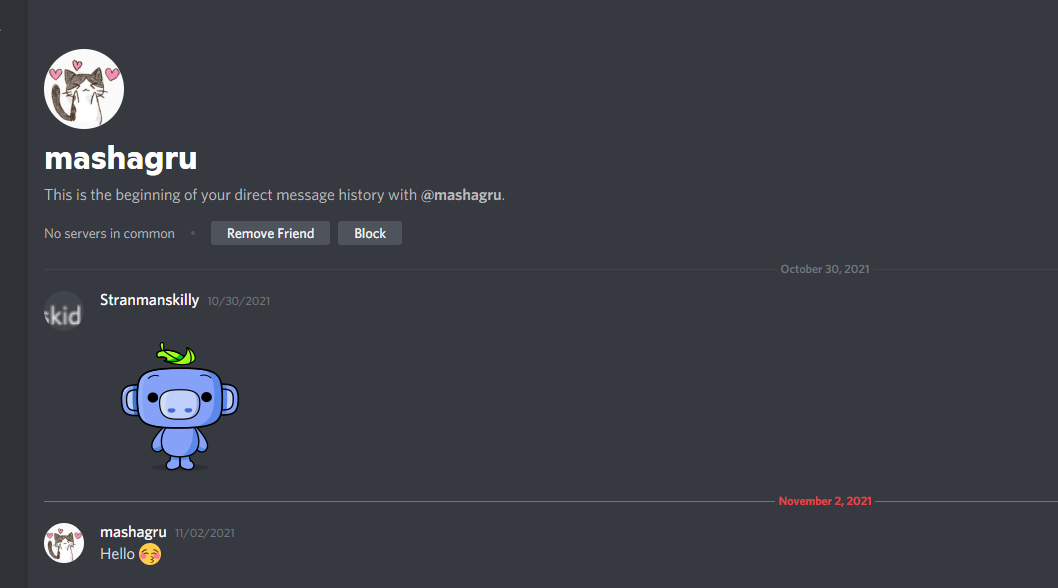 mashagru
This is the beginning of your direct message history with @mashagru.
No servers in common • Remove Friend Block
October 30, 2021
Stranmanskilly 10/30/2021
kid
November 2, 2021
mashagru 11/02/2021
Hello 😚